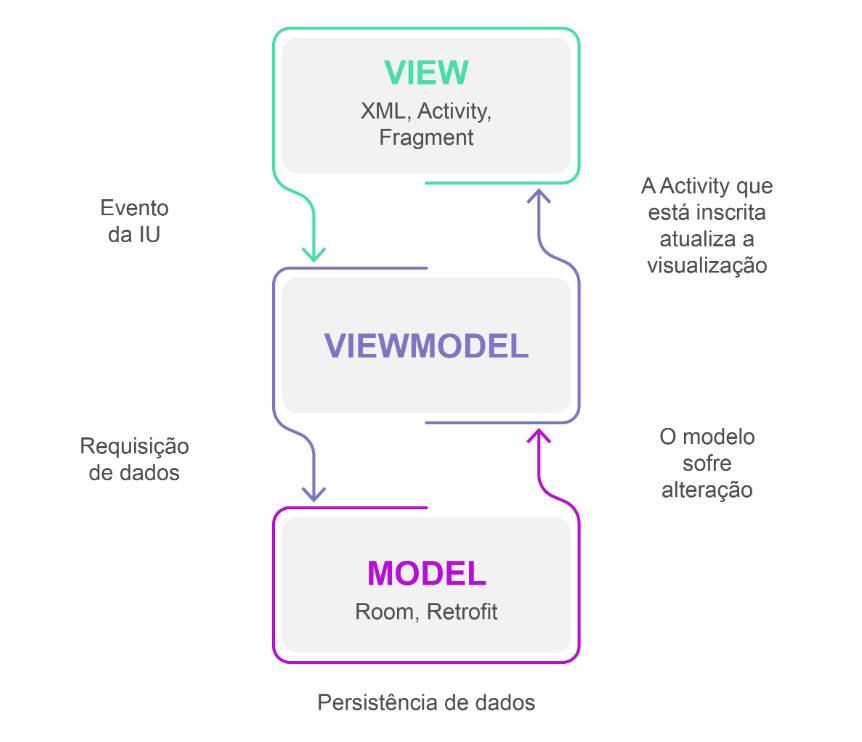 VIEW
XML, Activity,
Fragment
Evento
da IU
A Activity que
está inscrita
atualiza a
visualização
VIEWMODEL
Requisição
de dados
O modelo
sofre
alteração
MODEL
Room, Retrofit
Persistência de dados